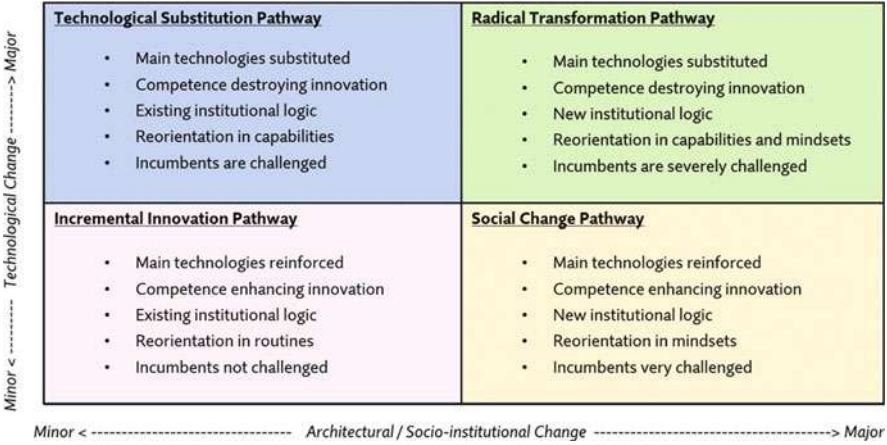 Technological Substitution Pathway
• Main technologies substituted
• Competence destroying innovation
• Existing institutional logic
• Reorientation in capabilities
• Incumbents are challenged
Radical Transformation Pathway
• Main technologies substituted
• Competence destroying innovation
• New institutional logic
• Reorientation in capabilities and mindsets
• Incumbents are severely challenged
Incremental Innovation Pathway
• Main technologies reinforced
• Competence enhancing innovation
• Existing institutional logic
• Reorientation in routines
• Incumbents not challenged
Social Change Pathway
• Main technologies reinforced
• Competence enhancing innovation
• New institutional logic
• Reorientation in mindsets
• Incumbents very challenged
Minor < ----------- Technological Change --------> Major
Minor < -------------------------------- Architectural / Socio-institutional Change -------------------------------------> Major